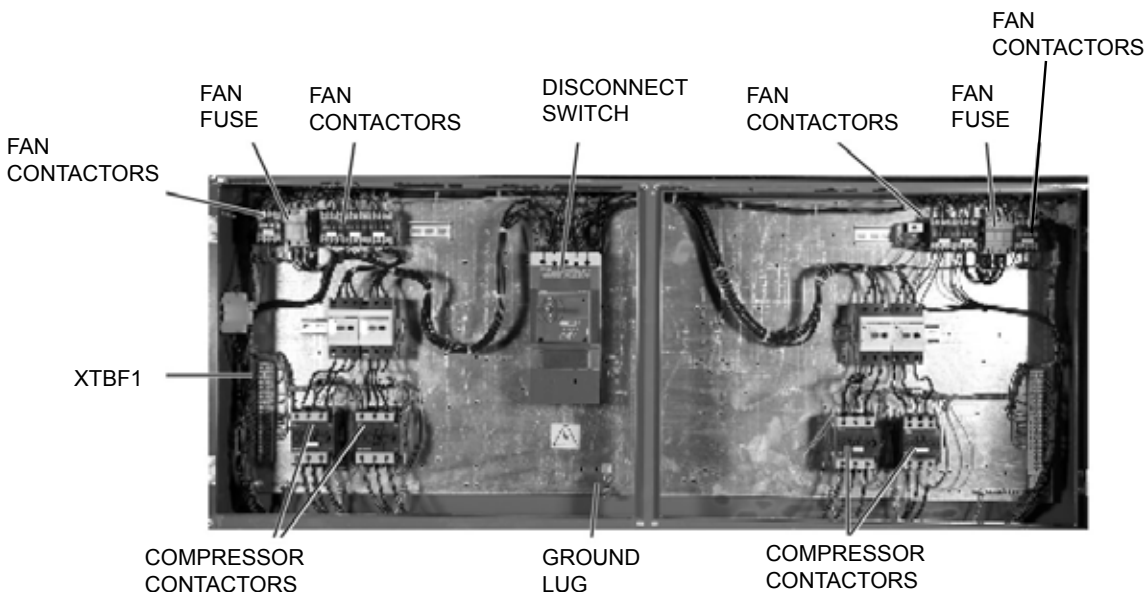 FAN
CONTACTORS
FAN
FUSE
FAN
CONTACTORS
DISCONNECT
SWITCH
FAN
CONTACTORS
FAN
FUSE
FAN
CONTACTORS
XTBF1
COMPRESSOR
CONTACTORS
GROUND
LUG
COMPRESSOR
CONTACTORS